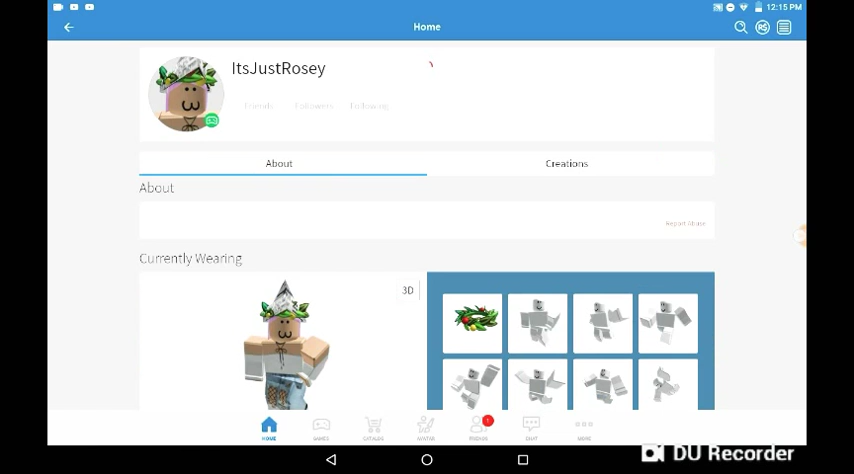 12:15 PM
Home
ItsJustRosey
Friends
Followers
Following
About
Creations
About
Report Abuse
Currently Wearing
3D
HOME
GAMES
CATALOG
AVATAR
FRIENDS
CHAT
MORE
DU Recorder